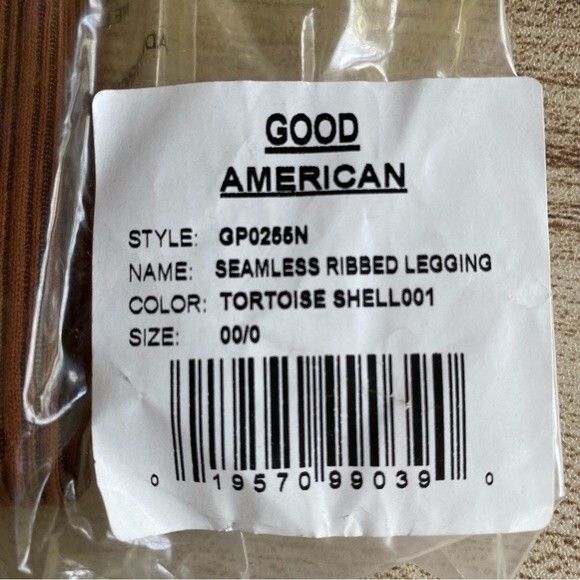 GOOD
AMERICAN
STYLE: GP0255N
NAME: SEAMLESS RIBBED LEGGING
COLOR: TORTOISE SHELL001
SIZE: 00/0
0 19570 99039 0